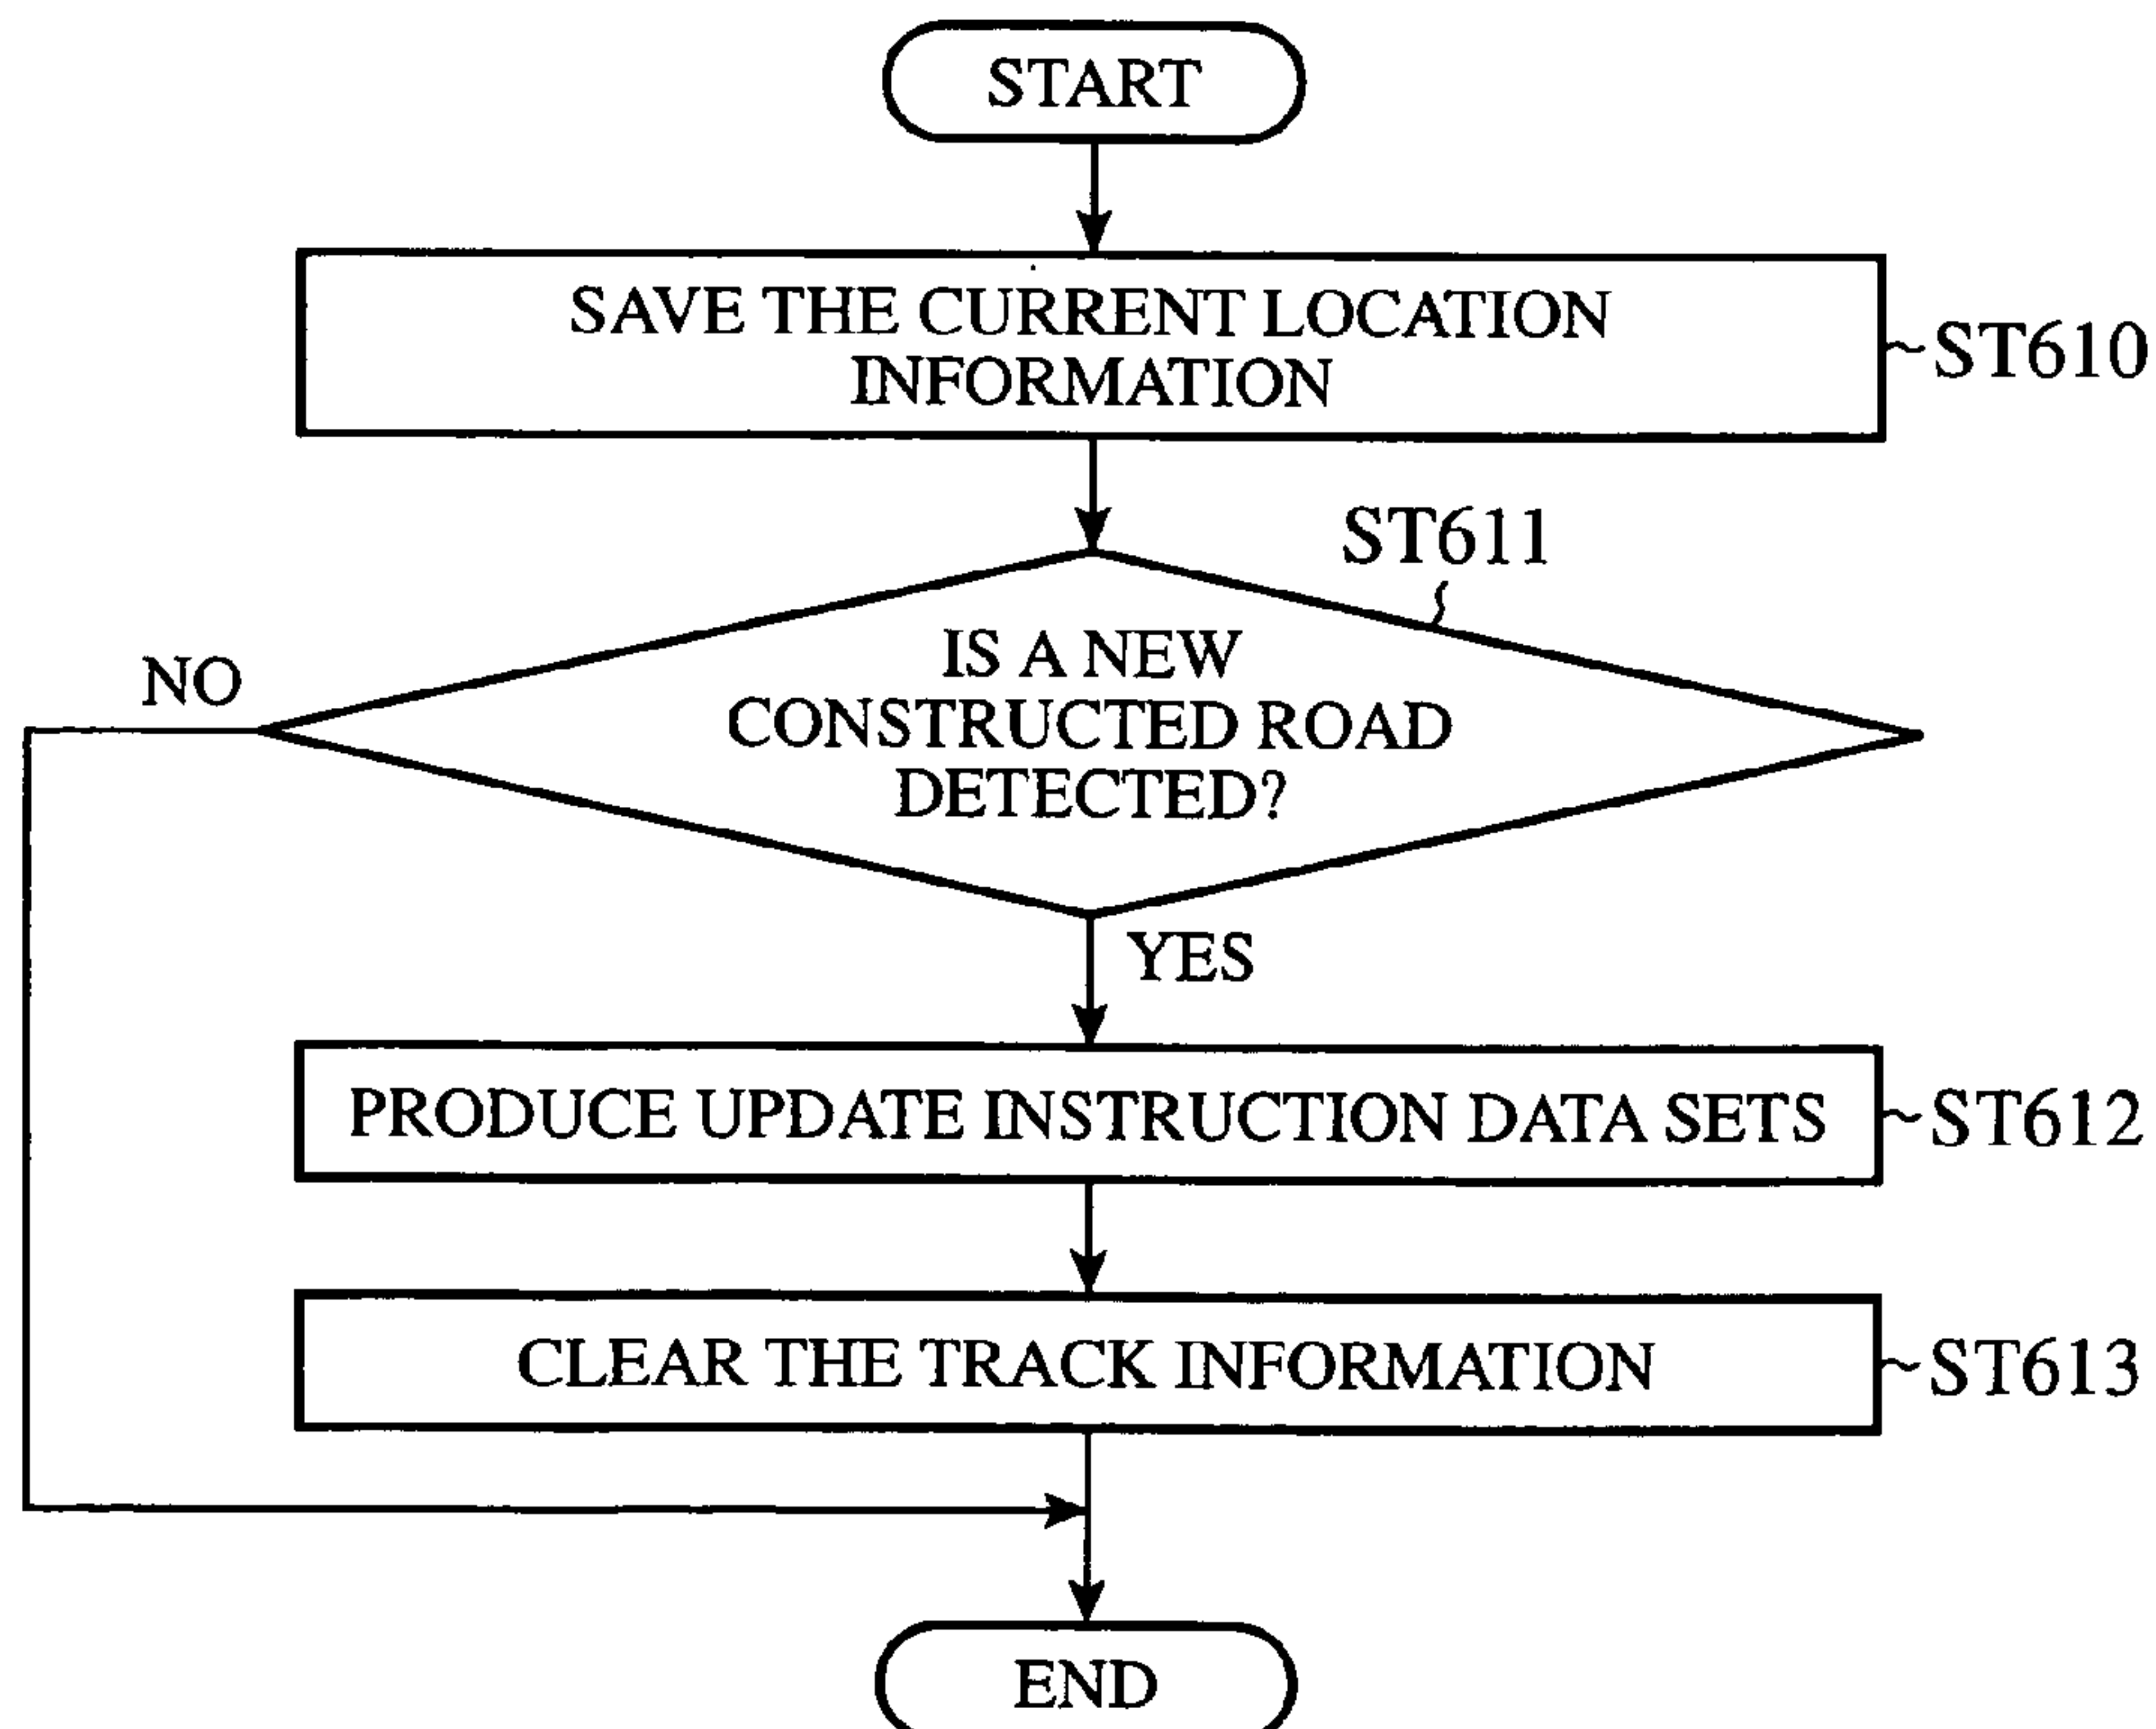 START
SAVE THE CURRENT LOCATION
INFORMATION
ST610
ST611
IS A NEW
CONSTRUCTED ROAD
DETECTED?
NO
YES
PRODUCE UPDATE INSTRUCTION DATA SETS
ST612
CLEAR THE TRACK INFORMATION
ST613
END